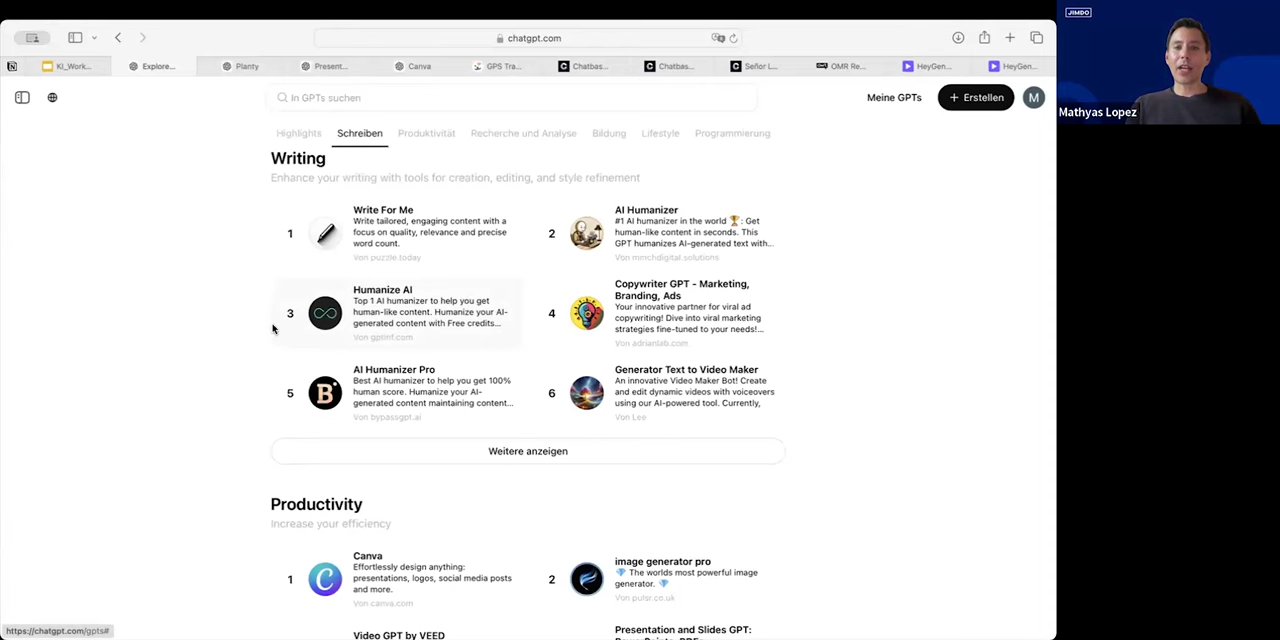 JIMDO
chatgpt.com
KI_Work...
Explore...
Planty
Present...
Canva
GPS Tra...
Chatbas...
Chatbas...
Señor L...
OMR Re...
HeyGen...
HeyGen...
In GPTs suchen
Meine GPTs
+ Erstellen
M
Mathyas Lopez
Highlights
Schreiben
Produktivität
Recherche und Analyse
Bildung
Lifestyle
Programmierung
Writing
Enhance your writing with tools for creation, editing, and style refinement
1
Write For Me
Write tailored, engaging content with a
focus on quality, relevance and precise
word count.
Von puzzle.today
2
AI Humanizer
#1 AI humanizer in the world 🏆: Get
human-like content in seconds. This
GPT humanizes AI-generated text with...
Von mmchdigital.solutions
3
Humanize AI
Top 1 AI humanizer to help you get
human-like content. Humanize your AI-
generated content with Free credits...
Von gptinf.com
4
Copywriter GPT - Marketing,
Branding, Ads
Your innovative partner for viral ad
copywriting! Dive into viral marketing
strategies fine-tuned to your needs!...
Von adrianlab.com
5
AI Humanizer Pro
Best AI humanizer to help you get 100%
human score. Humanize your AI-
generated content maintaining content...
Von bypassgpt.ai
6
Generator Text to Video Maker
An innovative Video Maker Bot! Create
and edit dynamic videos with voiceovers
using our AI-powered tool. Currently,
Von Lee
Weitere anzeigen
Productivity
Increase your efficiency
1
Canva
Effortlessly design anything:
presentations, logos, social media posts
and more.
Von canva.com
2
image generator pro
💎 The worlds most powerful image
generator. 💎
Von pulsr.co.uk
Video GPT by VEED
Presentation and Slides GPT:
https://chatgpt.com/gpts#